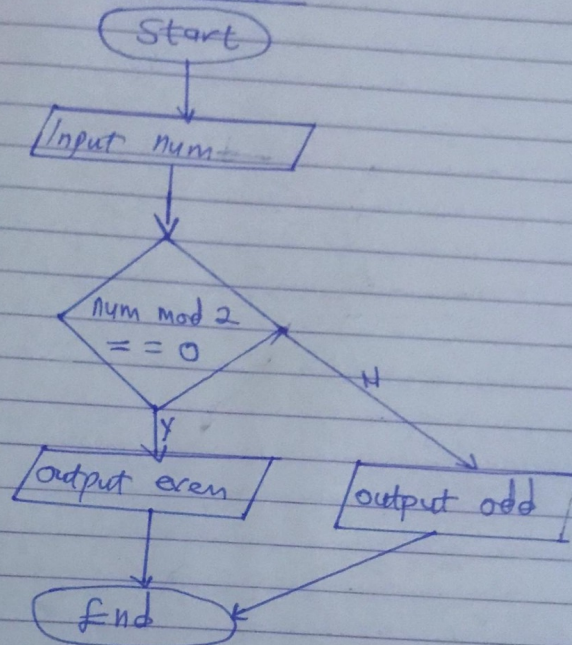 Start
Input num
num mod 2
== 0
N
Y
output even
output odd
End